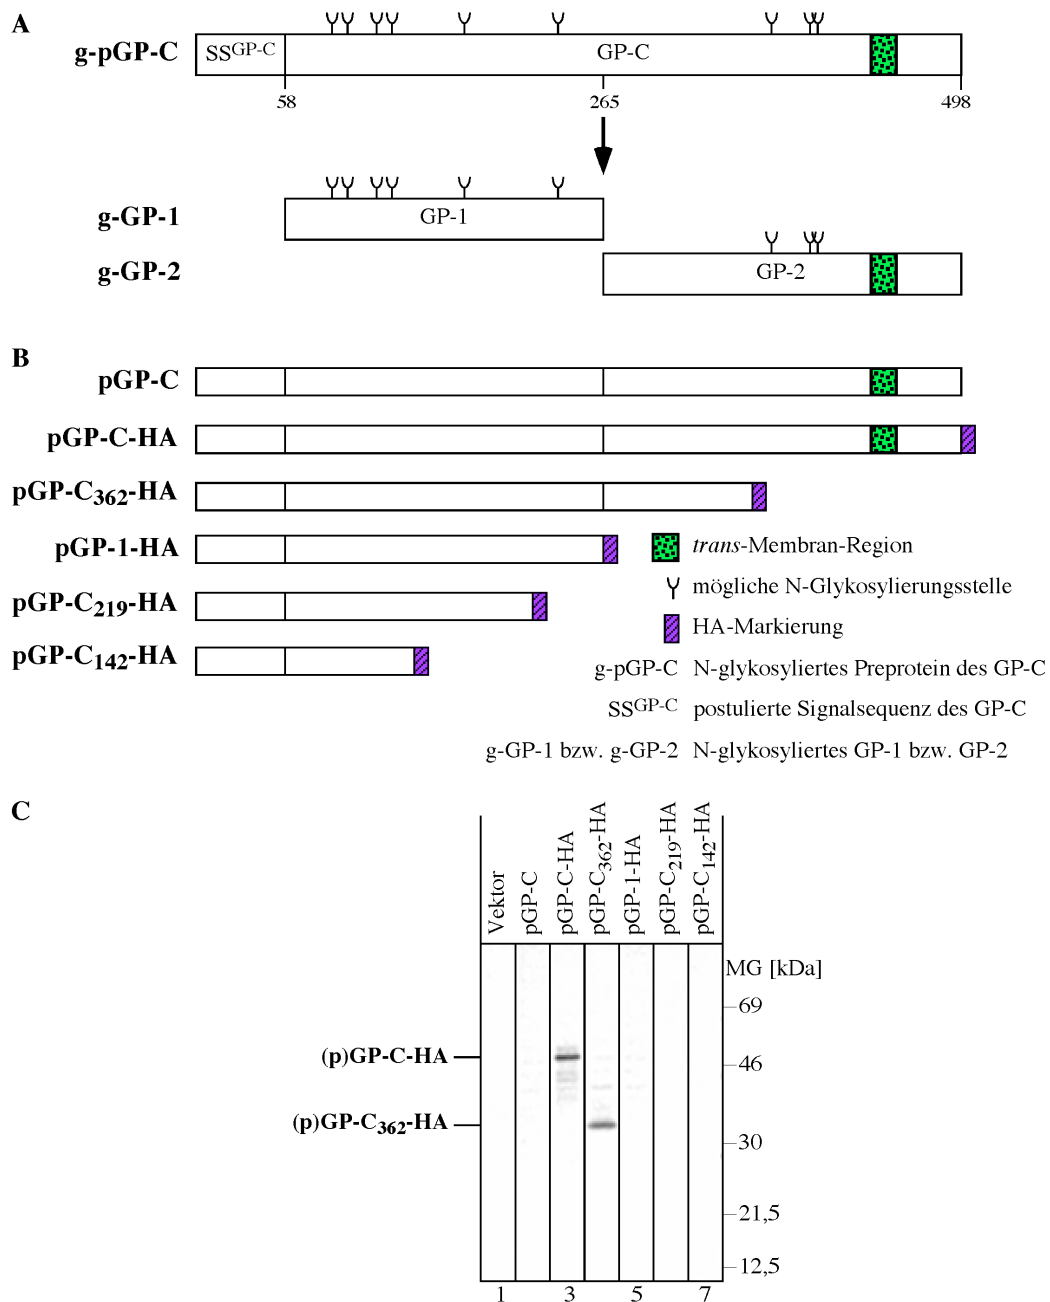 A
g-pGP-C
SSGP-C
GP-C
58
265
498
g-GP-1
GP-1
g-GP-2
GP-2
B
pGP-C
pGP-C-HA
pGP-C362-HA
pGP-1-HA
trans-Membran-Region
mögliche N-Glykosylierungsstelle
pGP-C219-HA
HA-Markierung
pGP-C142-HA
g-pGP-C N-glykosyliertes Preprotein des GP-C
SSGP-C postulierte Signalsequenz des GP-C
g-GP-1 bzw. g-GP-2 N-glykosyliertes GP-1 bzw. GP-2
C
Vektor
pGP-C
pGP-C-HA
pGP-C362-HA
pGP-1-HA
pGP-C219-HA
pGP-C142-HA
MG [kDa]
69
(p)GP-C-HA
46
(p)GP-C362-HA
30
21,5
12,5
1 3 5 7